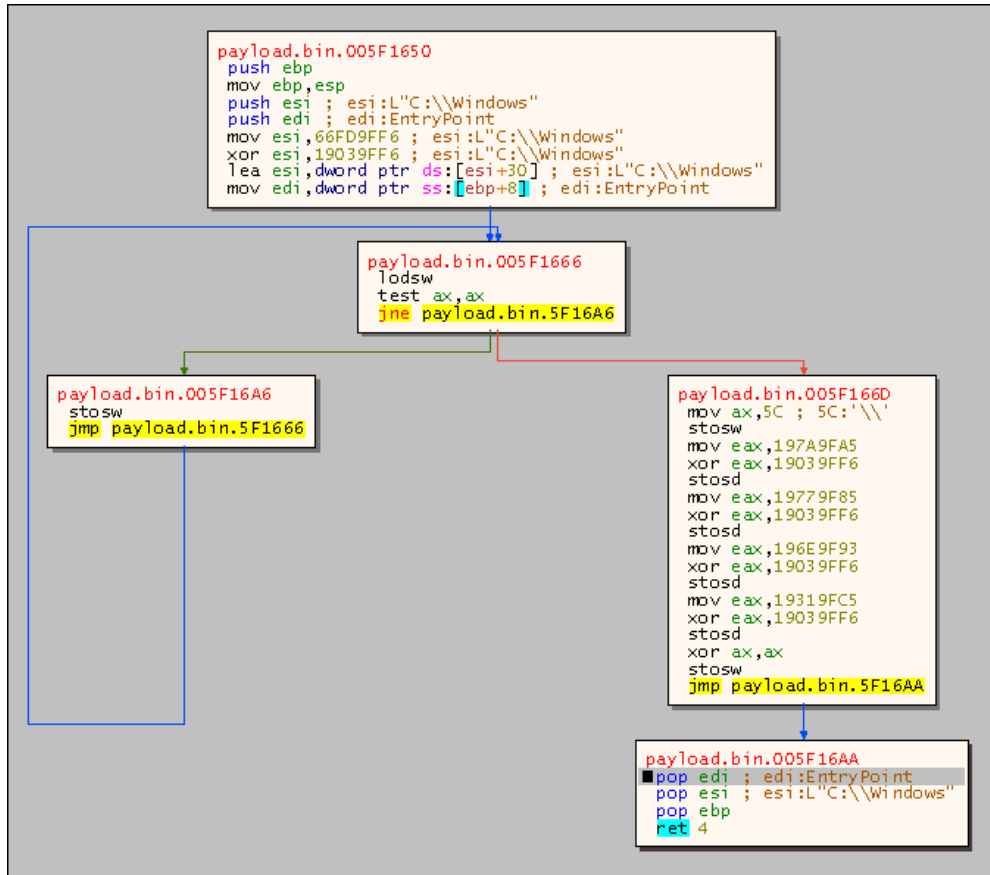 payload.bin.005F1650
push ebp
mov ebp,esp
push esi ; esi:L"C:\\Windows"
push edi ; edi:EntryPoint
mov esi,66FD9FF6 ; esi:L"C:\\Windows"
xor esi,19039FF6 ; esi:L"C:\\Windows"
lea esi,dword ptr ds:[esi+30] ; esi:L"C:\\Windows"
mov edi,dword ptr ss:[ebp+8] ; edi:EntryPoint
payload.bin.005F1666
lodsw
test ax,ax
jne payload.bin.5F16A6
payload.bin.005F16A6
stosw
jmp payload.bin.5F1666
payload.bin.005F166D
mov ax,5C ; 5C:'\\'
stosw
mov eax,197A9FA5
xor eax,19039FF6
stosd
mov eax,19779F85
xor eax,19039FF6
stosd
mov eax,196E9F93
xor eax,19039FF6
stosd
mov eax,19319FC5
xor eax,19039FF6
stosd
xor ax,ax
stosw
jmp payload.bin.5F16AA
payload.bin.005F16AA
pop edi ; edi:EntryPoint
pop esi ; esi:L"C:\\Windows"
pop ebp
ret 4